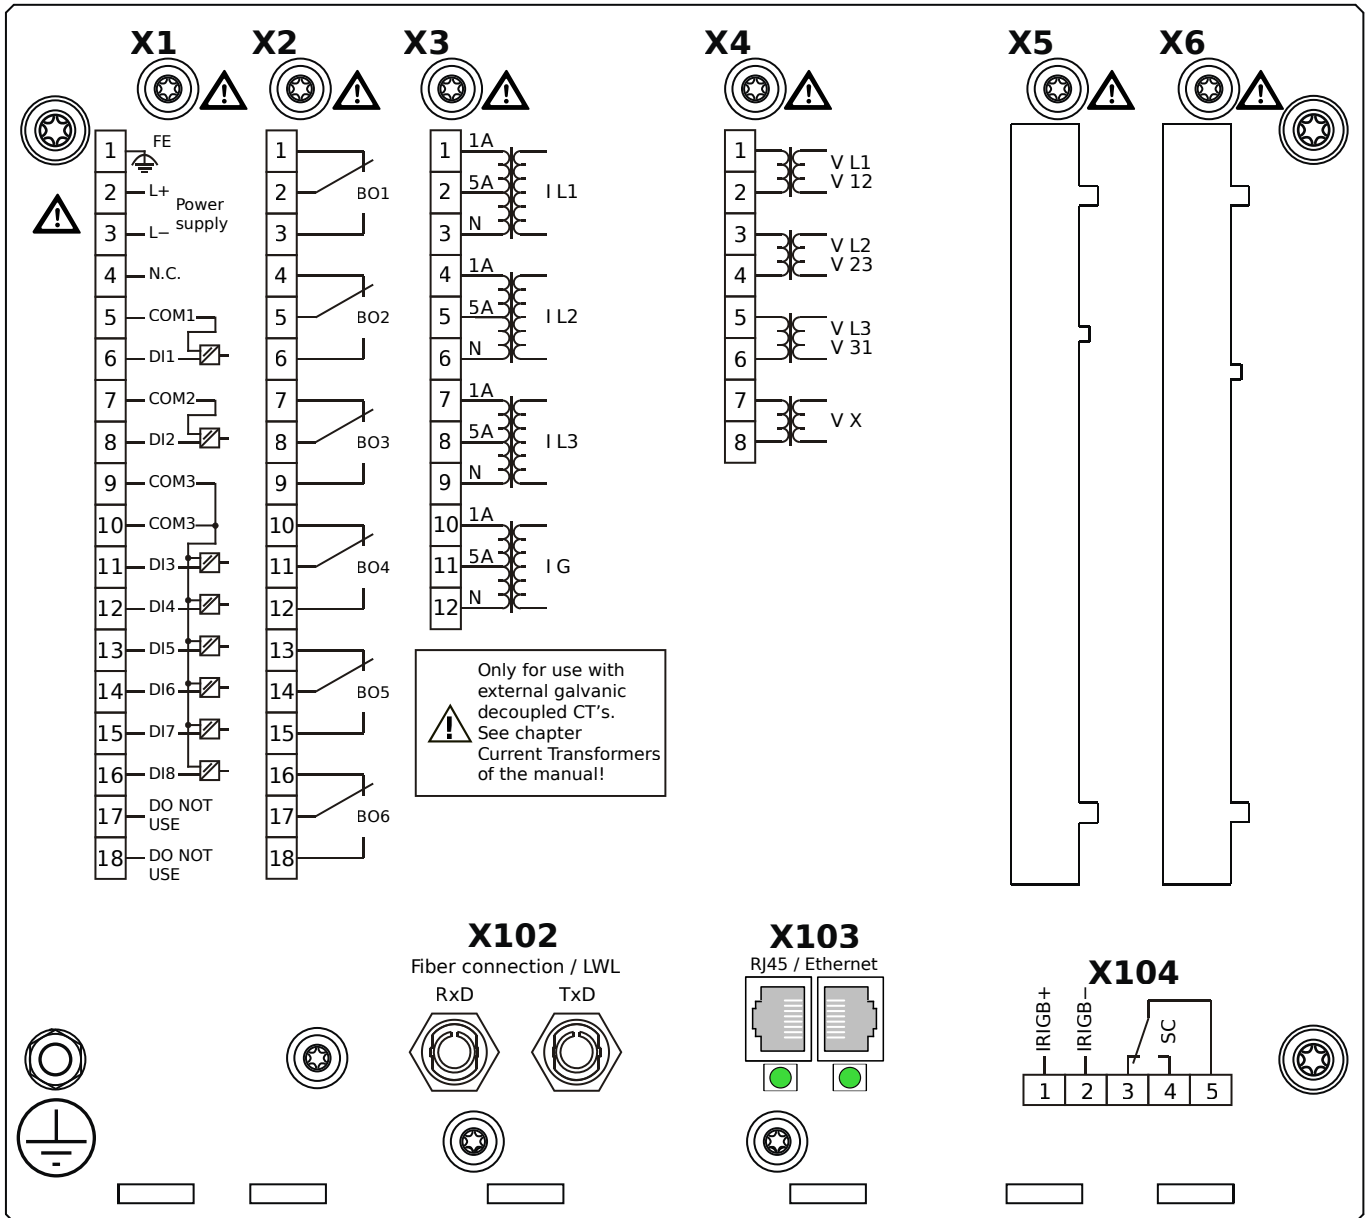 X1
X2
X3
X4
X5
X6
1 FE
2 L+
Power
supply
3 L−
4 N.C.
5 COM1
6 DI1
7 COM2
8 DI2
9 COM3
10 COM3
11 DI3
12 DI4
13 DI5
14 DI6
15 DI7
16 DI8
17 DO NOT
USE
18 DO NOT
USE
1
2 BO1
3
4
5 BO2
6
7
8 BO3
9
10
11 BO4
12
13
14 BO5
15
16
17 BO6
18
1 1A
2 5A I L1
3 N
4 1A
5 5A I L2
6 N
7 1A
8 5A I L3
9 N
10 1A
11 5A I G
12 N
Only for use with
external galvanic
decoupled CT's.
See chapter
Current Transformers
of the manual!
1 V L1
2 V 12
3 V L2
4 V 23
5 V L3
6 V 31
7 V X
8
X102
Fiber connection / LWL
RxD
TxD
X103
RJ45 / Ethernet
X104
IRIGB+
IRIGB−
SC
1 2 3 4 5